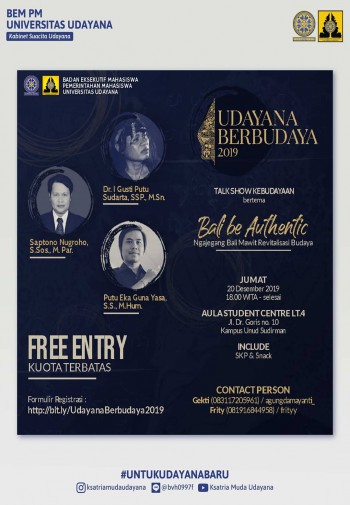 BEM PM
UNIVERSITAS UDAYANA
Kabinet Suacita Udayana
BADAN EKSEKUTIF MAHASISWA
PEMERINTAHAN MAHASISWA
UNIVERSITAS UDAYANA
UDAYANA
BERBUDAYA
2019
Dr. I Gusti Putu
Sudarta, SSP., M.Sn.
Saptono Nugroho,
S.Sos., M. Par.
Putu Eka Guna Yasa,
S.S., M.Hum.
TALK SHOW KEBUDAYAAN
bertema
Bali be Authentic
Ngajegang Bali Mawit Revitalisasi Budaya
JUMAT
20 Desember 2019
18.00 WITA - selesai
AULA STUDENT CENTRE LT.4
Jl. Dr. Goris no. 10
Kampus Unud Sudirman
INCLUDE
SKP & Snack
FREE ENTRY
KUOTA TERBATAS
Formulir Registrasi :
http://bit.ly/UdayanaBerbudaya2019
CONTACT PERSON
Gekti (083117205961) / agungdamayanti_
Frity (081916844958) / frityy
#UNTUKUDAYANABARU
ksatriamudaudayana
@bvh0997f
Ksatria Muda Udayana